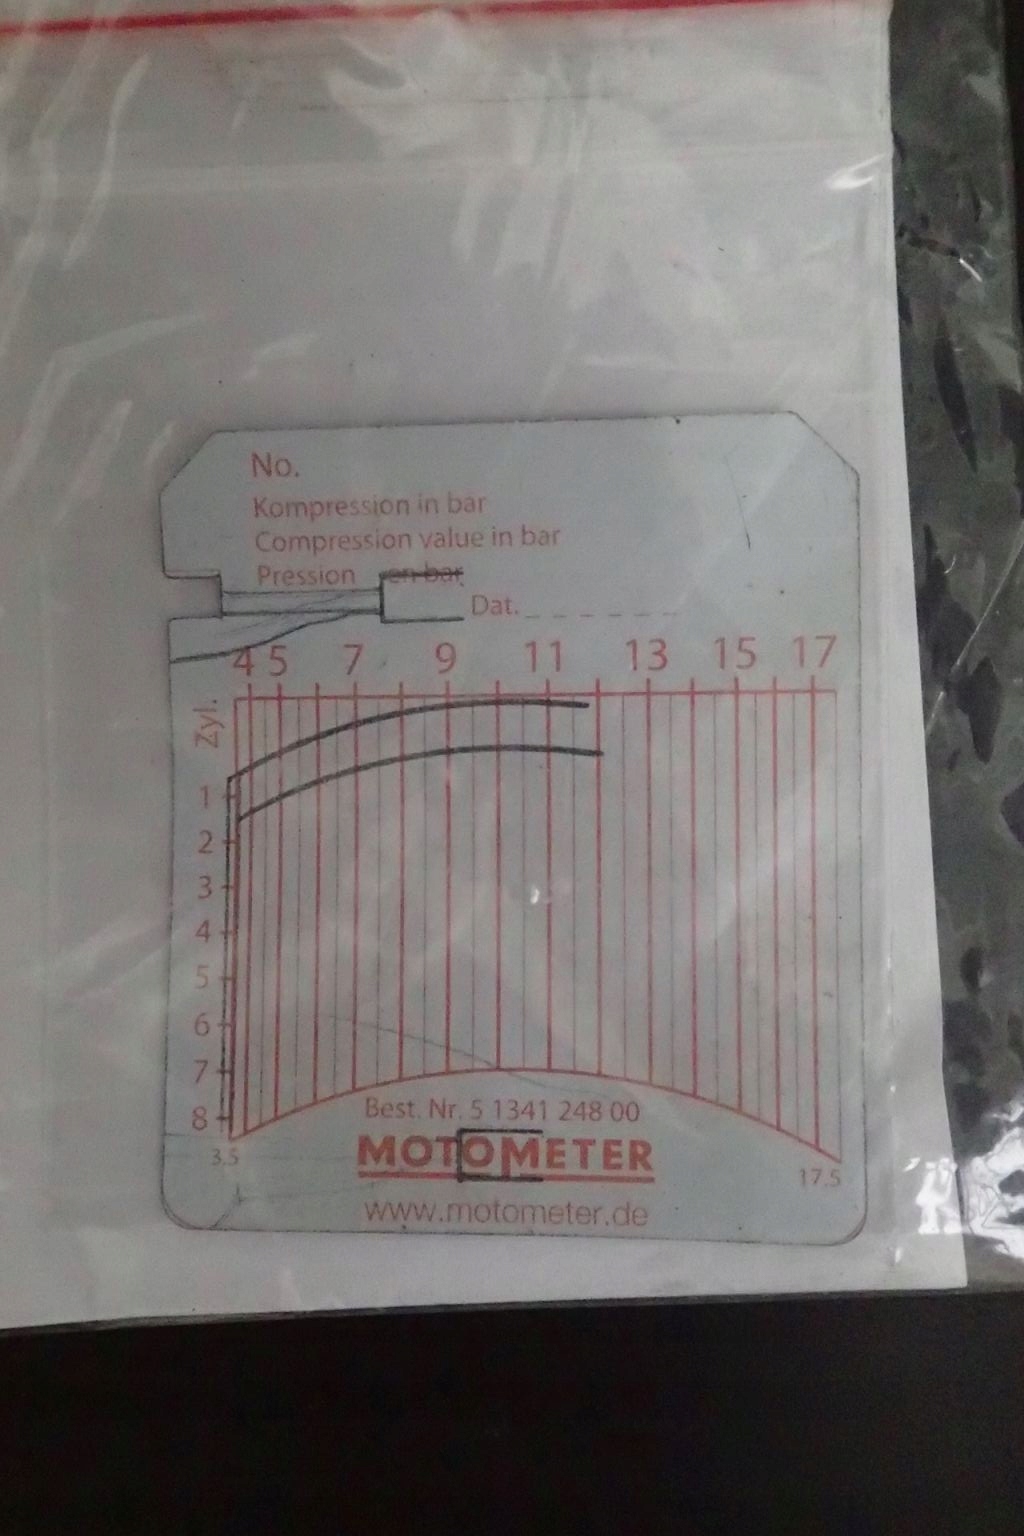 No.
Kompression in bar
Compression value in bar
Pression en bar
Dat.
4 5 7 9 11 13 15 17
Zyl.
1
2
3
4
5
6
7
8
3.5
17.5
Best. Nr. 5 1341 248 00
MOTOMETER
www.motometer.de